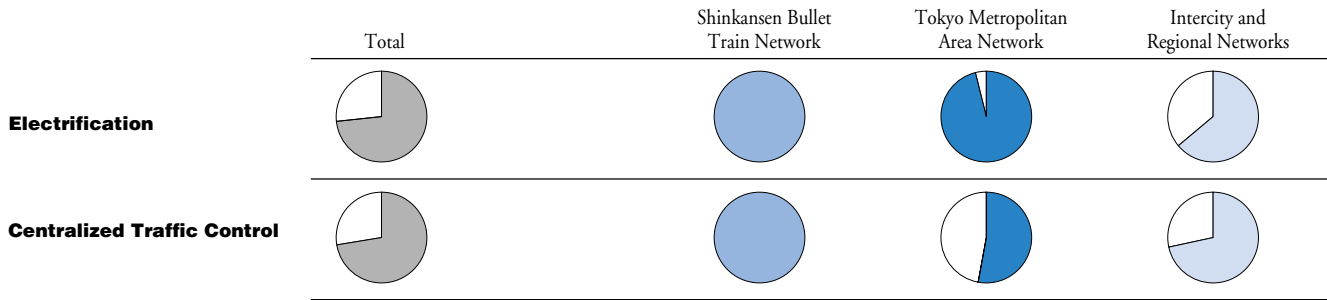 Total
Shinkansen Bullet
Train Network
Tokyo Metropolitan
Area Network
Intercity and
Regional Networks
Electrification
Centralized Traffic Control